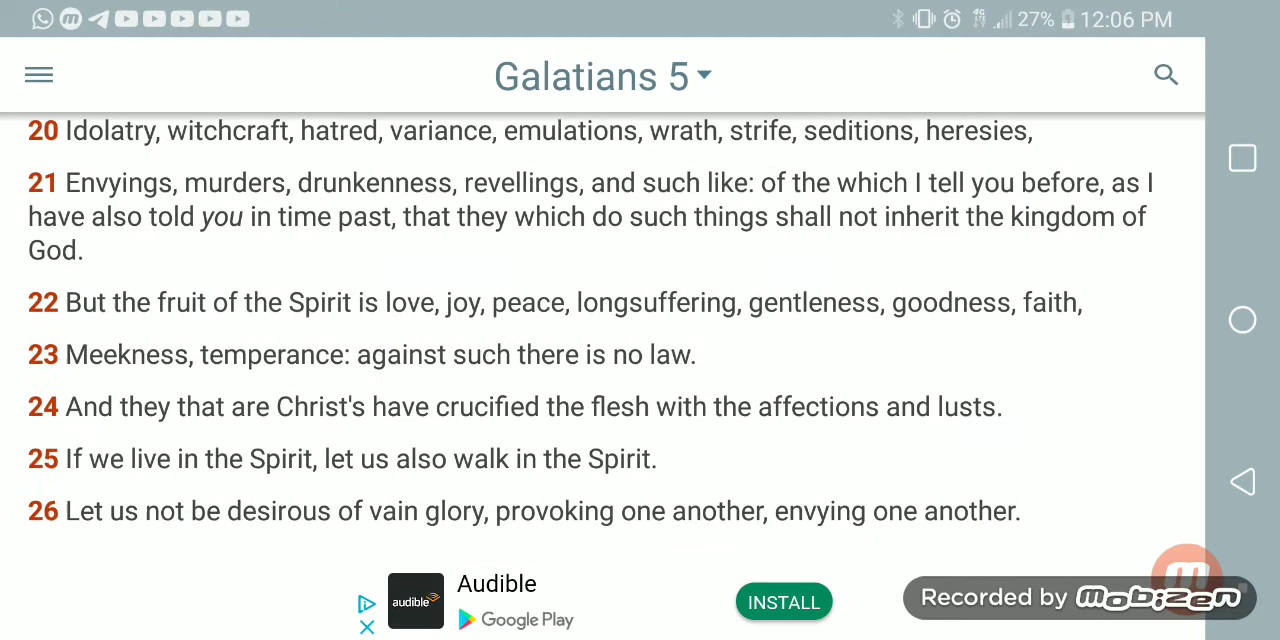 27% 12:06 PM
Galatians 5
20 Idolatry, witchcraft, hatred, variance, emulations, wrath, strife, seditions, heresies,
21 Envyings, murders, drunkenness, revellings, and such like: of the which I tell you before, as I
have also told you in time past, that they which do such things shall not inherit the kingdom of
God.
22 But the fruit of the Spirit is love, joy, peace, longsuffering, gentleness, goodness, faith,
23 Meekness, temperance: against such there is no law.
24 And they that are Christ's have crucified the flesh with the affections and lusts.
25 If we live in the Spirit, let us also walk in the Spirit.
26 Let us not be desirous of vain glory, provoking one another, envying one another.
audible
Audible
Google Play
INSTALL
Recorded by mobizen